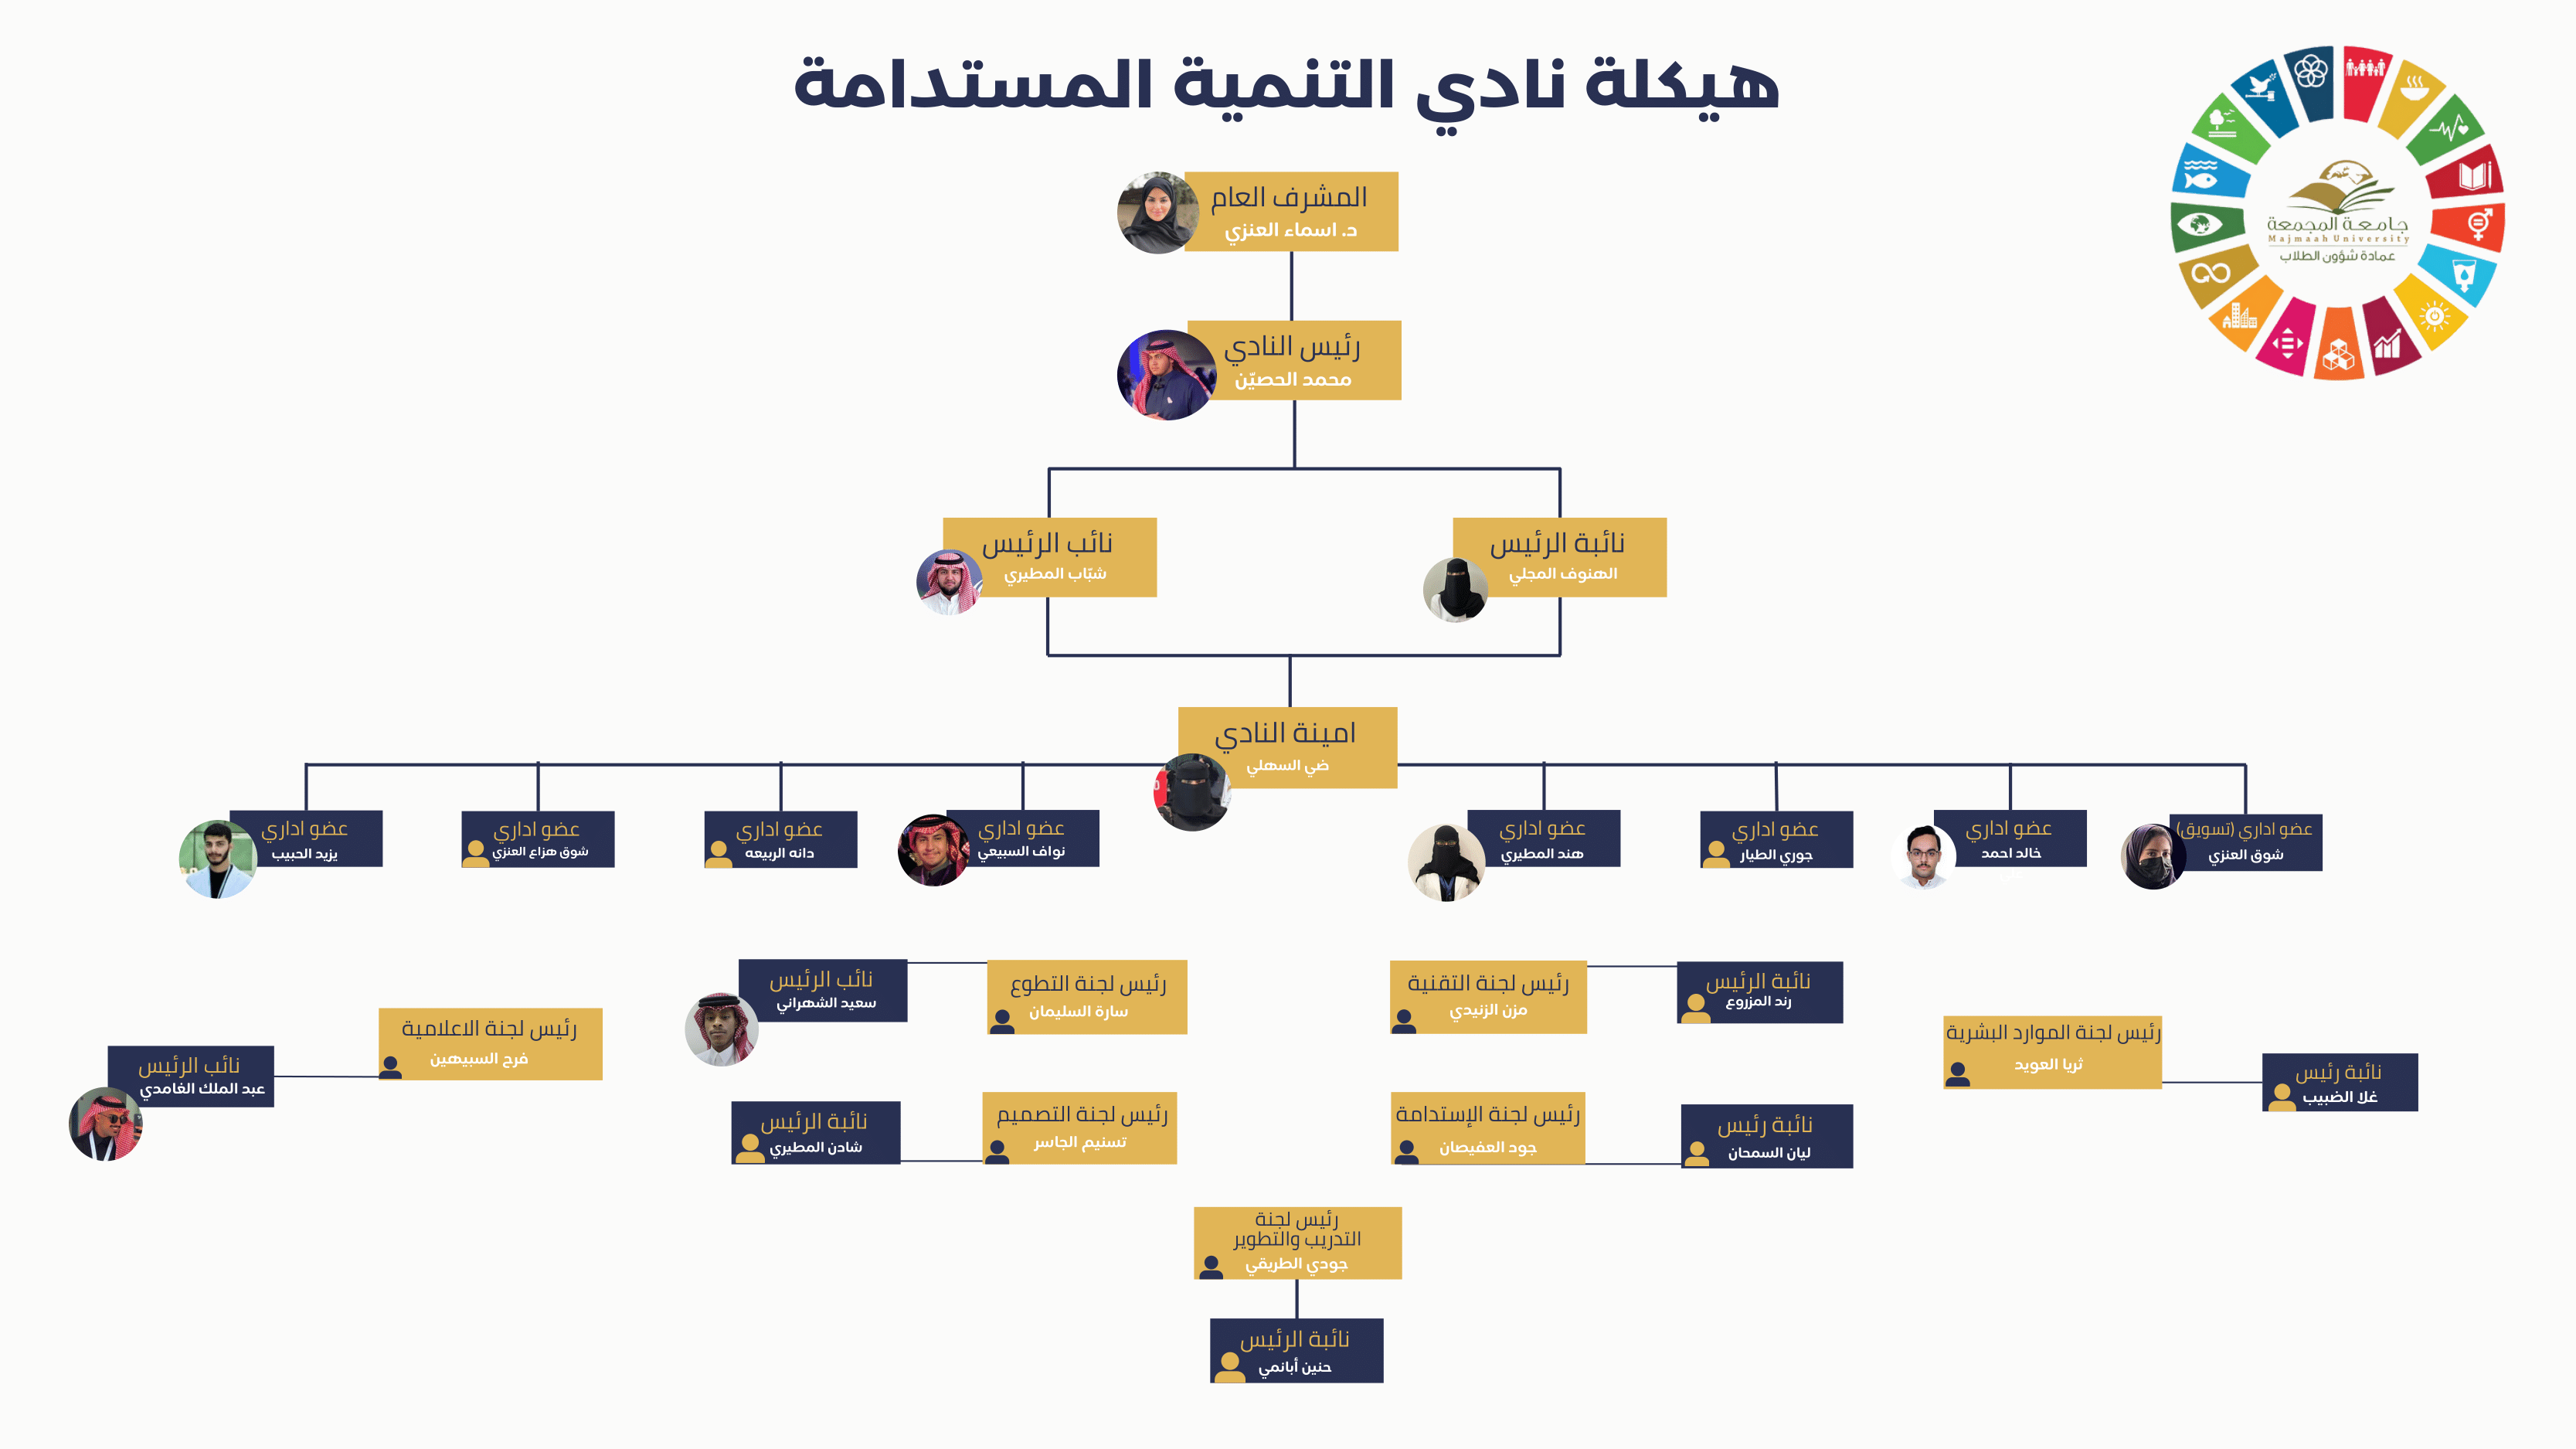 هيكلة نادي التنمية المستدامة
جامعة المجمعة
Majmaah University
عمادة شؤون الطلاب
المشرف العام
د. اسماء العنزي
رئيس النادي
محمد الحصيّن
نائبة الرئيس
الهنوف المجلي
نائب الرئيس
شبّاب المطيري
امينة النادي
ضي السهلي
عضو اداري (تسويق)
شوق العنزي
عضو اداري
خالد احمد
عضو اداري
جوري الطيار
عضو اداري
هند المطيري
عضو اداري
نواف السبيعي
عضو اداري
دانه الربيعه
عضو اداري
شوق هزاع العنزي
عضو اداري
يزيد الحبيب
رئيس لجنة الموارد البشرية
ثريا العويد
نائبة رئيس
غلا الضبيب
نائبة الرئيس
رند المزروع
رئيس لجنة التقنية
مزن الزنيدي
رئيس لجنة التطوع
سارة السليمان
نائب الرئيس
سعيد الشهراني
رئيس لجنة الاعلامية
فرح السبيهين
نائب الرئيس
عبد الملك الغامدي
نائبة رئيس
ليان السمحان
رئيس لجنة الإستدامة
جود العفيصان
رئيس لجنة التصميم
تسنيم الجاسر
نائبة الرئيس
شادن المطيري
رئيس لجنة
التدريب والتطوير
جودي الطريقي
نائبة الرئيس
حنين أبانمي